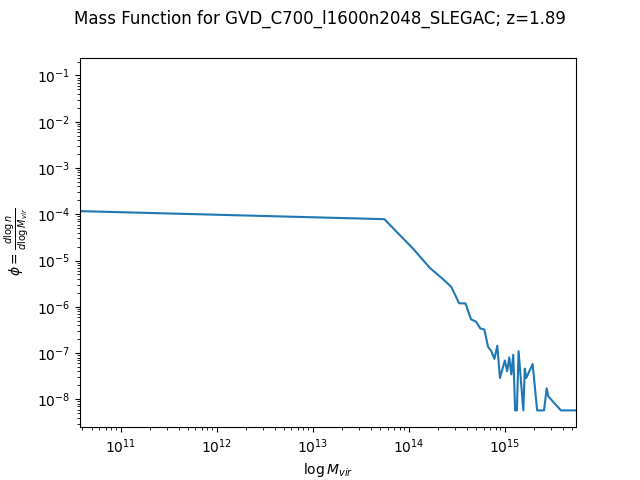 Mass Function for GVD_C700_l1600n2048_SLEGAC; z=1.89
10⁻¹
10⁻²
10⁻³
10⁻⁴
10⁻⁵
10⁻⁶
10⁻⁷
10⁻⁸
ϕ = d log n / d log M_vir
10¹¹ 10¹² 10¹³ 10¹⁴ 10¹⁵
log M_vir